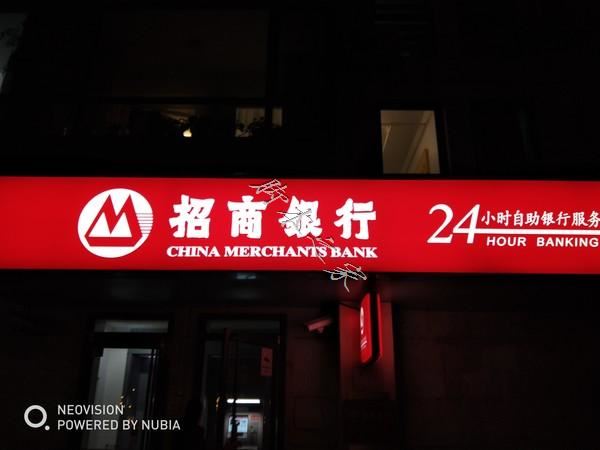 招商银行
CHINA MERCHANTS BANK
24小时自助银行服务
HOUR BANKING
NEOVISION
POWERED BY NUBIA